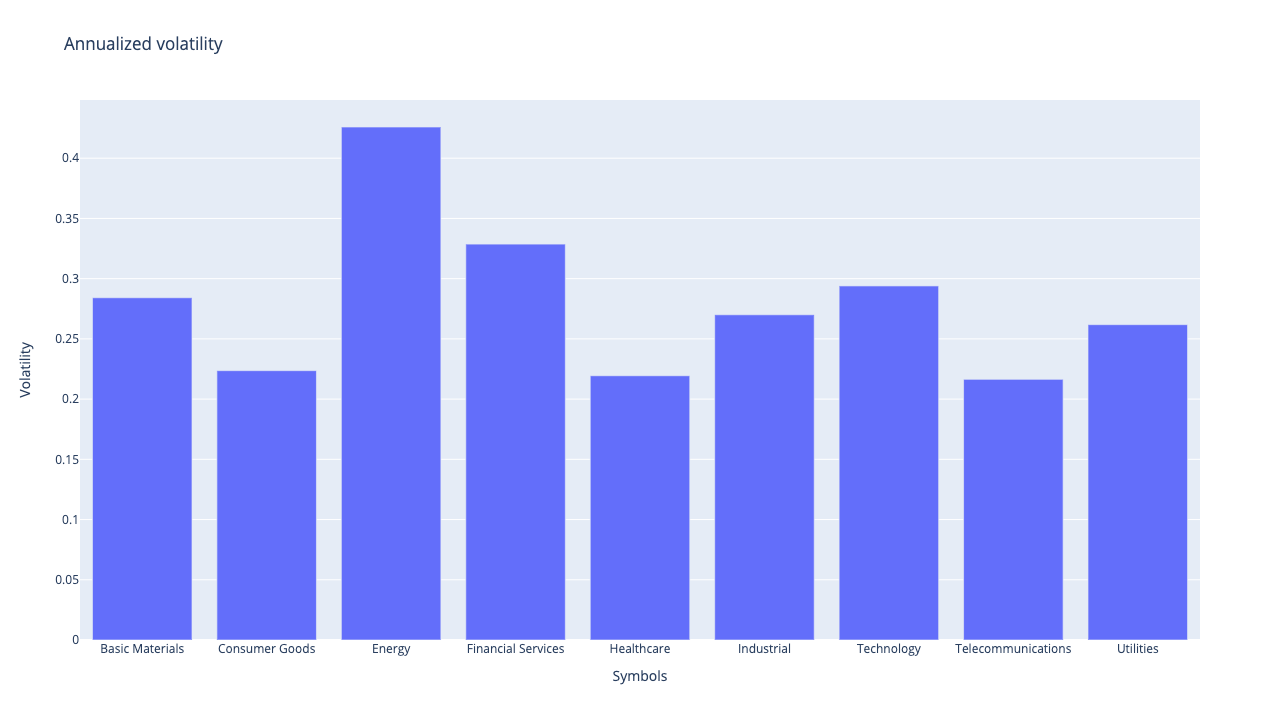 Annualized volatility
0.4
0.35
0.3
0.25
0.2
0.15
0.1
0.05
0
Volatility
Basic Materials Consumer Goods Energy Financial Services Healthcare Industrial Technology Telecommunications Utilities
Symbols